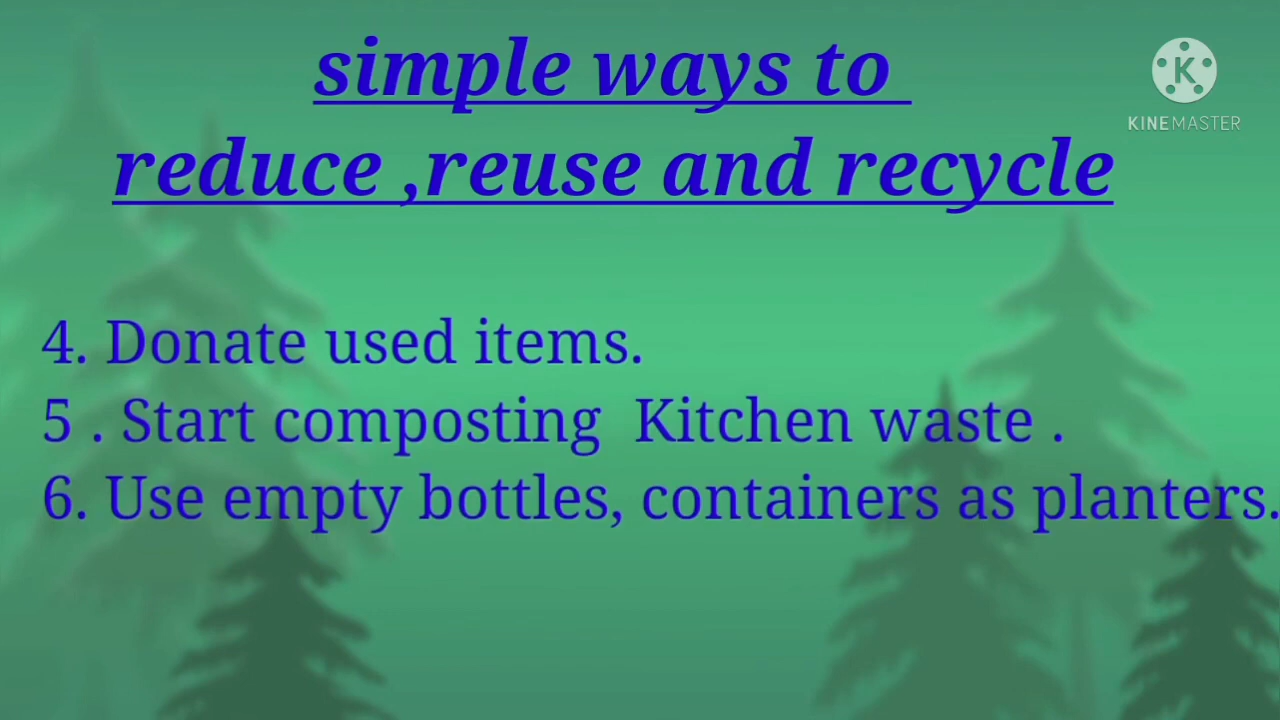 simple ways to
reduce ,reuse and recycle
K
KINEMASTER
4. Donate used items.
5 . Start composting  Kitchen waste .
6. Use empty bottles, containers as planters.